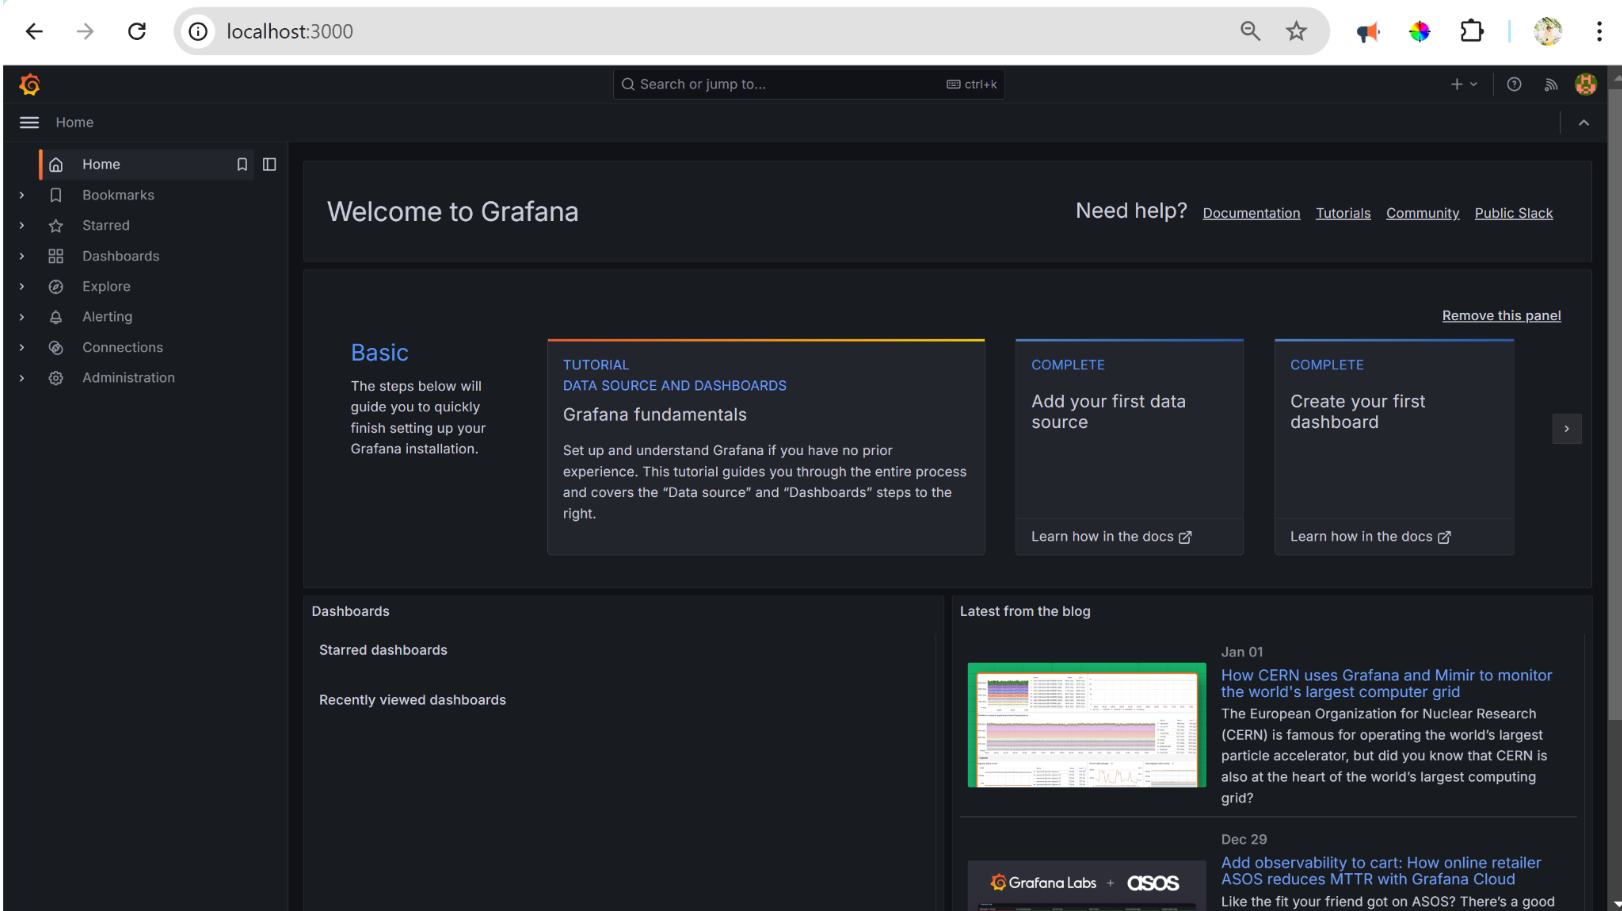 localhost:3000
Search or jump to...
ctrl+k
Home
Home
Bookmarks
Starred
Dashboards
Explore
Alerting
Connections
Administration
Welcome to Grafana
Need help?
Documentation
Tutorials
Community
Public Slack
Remove this panel
Basic
The steps below will
guide you to quickly
finish setting up your
Grafana installation.
TUTORIAL
DATA SOURCE AND DASHBOARDS
Grafana fundamentals
Set up and understand Grafana if you have no prior
experience. This tutorial guides you through the entire process
and covers the “Data source” and “Dashboards” steps to the
right.
COMPLETE
Add your first data
source
Learn how in the docs
COMPLETE
Create your first
dashboard
Learn how in the docs
Dashboards
Starred dashboards
Recently viewed dashboards
Latest from the blog
Jan 01
How CERN uses Grafana and Mimir to monitor
the world's largest computer grid
The European Organization for Nuclear Research
(CERN) is famous for operating the world’s largest
particle accelerator, but did you know that CERN is
also at the heart of the world’s largest computing
grid?
Grafana Labs + asos
Dec 29
Add observability to cart: How online retailer
ASOS reduces MTTR with Grafana Cloud
Like the fit your friend got on ASOS? There’s a good